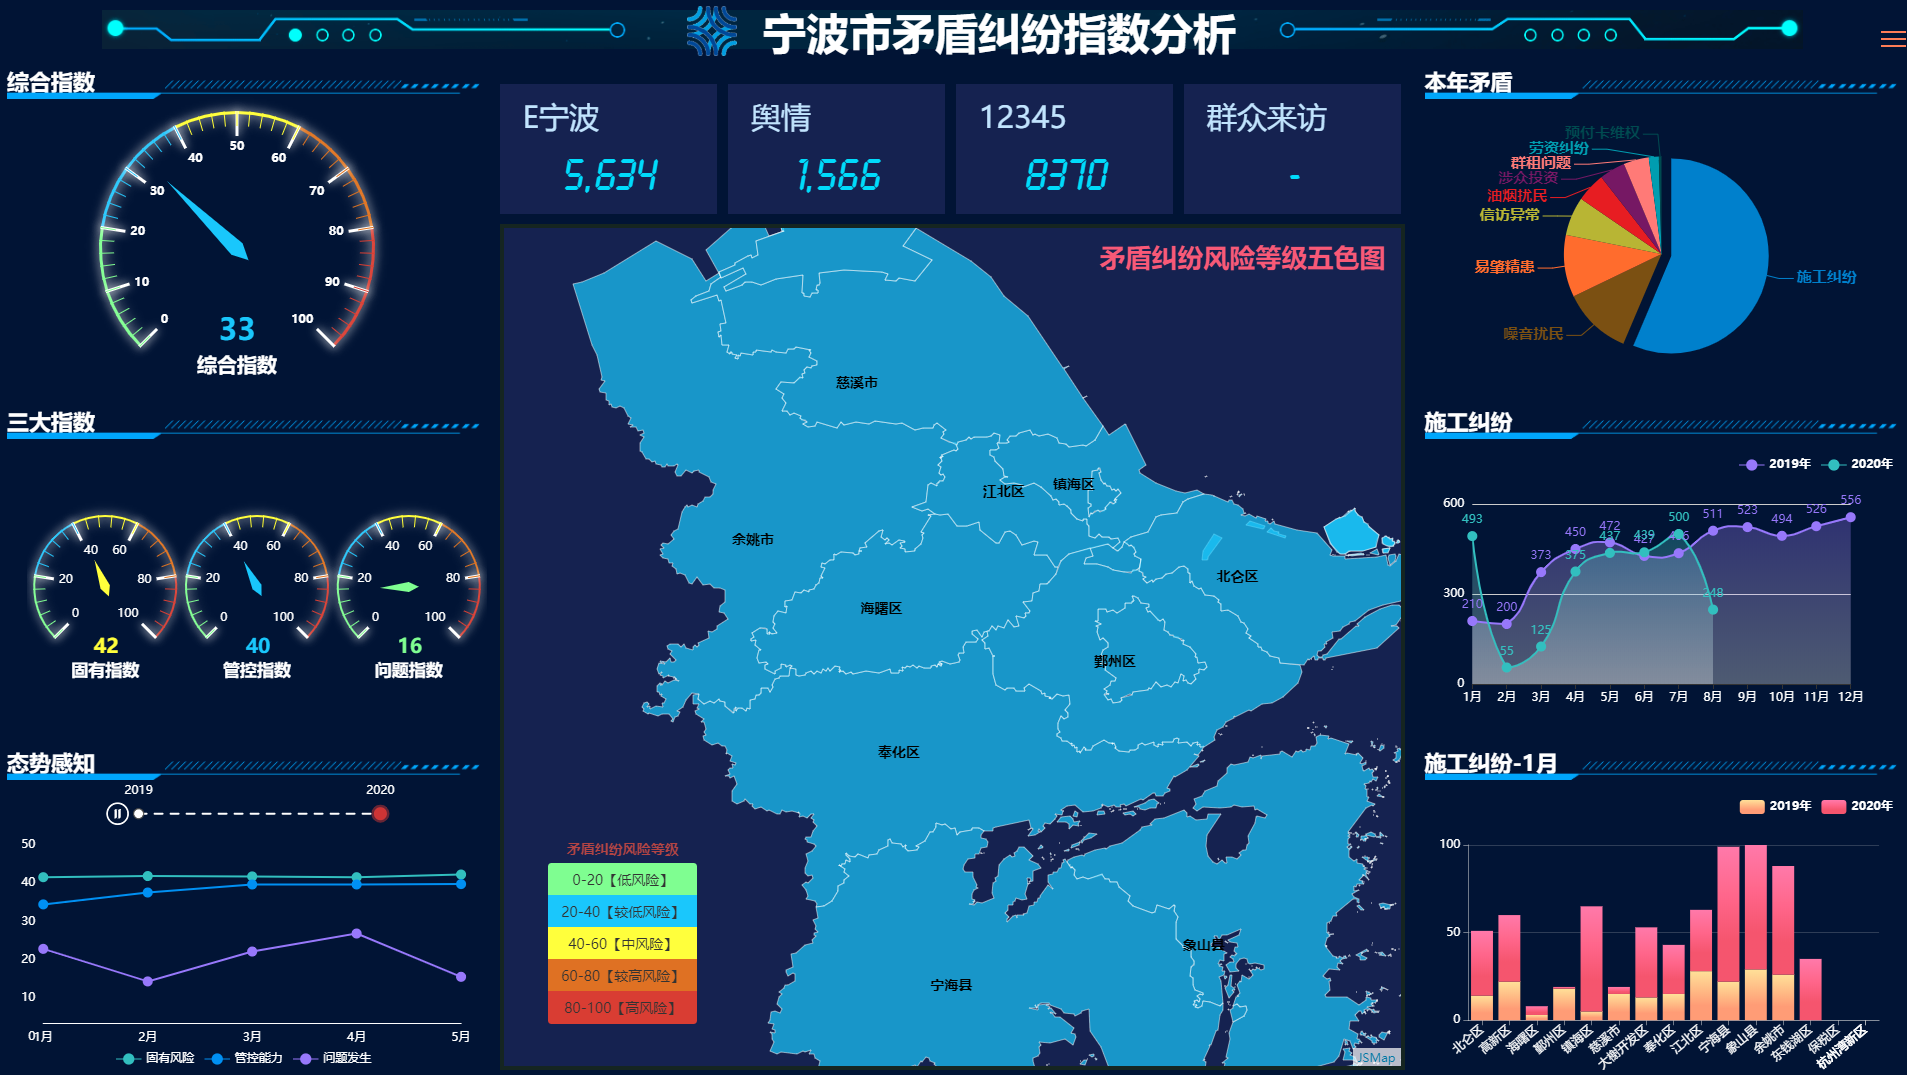 宁波市矛盾纠纷指数分析
综合指数
0
10
20
30
40
50
60
70
80
90
100
33
综合指数
三大指数
0
20
40
60
80
100
42
固有指数
0
20
40
60
80
100
40
管控指数
0
20
40
60
80
100
16
问题指数
态势感知
2019
2020
50
40
30
20
10
0
1月
2月
3月
4月
5月
固有风险
管控能力
问题发生
E宁波
5,634
舆情
1,566
12345
8370
群众来访
-
矛盾纠纷风险等级五色图
慈溪市
江北区
镇海区
余姚市
北仑区
海曙区
鄞州区
奉化区
象山县
宁海县
矛盾纠纷风险等级
0-20【低风险】
20-40【较低风险】
40-60【中风险】
60-80【较高风险】
80-100【高风险】
JSMap
本年矛盾
预付卡维权
劳资纠纷
群租问题
涉众投资
油烟扰民
信访异常
易肇精患
噪音扰民
施工纠纷
施工纠纷
2019年
2020年
600
300
0
493
55
125
375
437
439
500
248
210
200
373
450
472
427
511
523
494
526
556
1月
2月
3月
4月
5月
6月
7月
8月
9月
10月
11月
12月
施工纠纷-1月
2019年
2020年
100
50
0
北仑区
高新区
海曙区
鄞州区
镇海区
慈溪市
大榭开发区
奉化区
江北区
宁海县
象山县
余姚市
东钱湖区
保税区
杭州湾新区